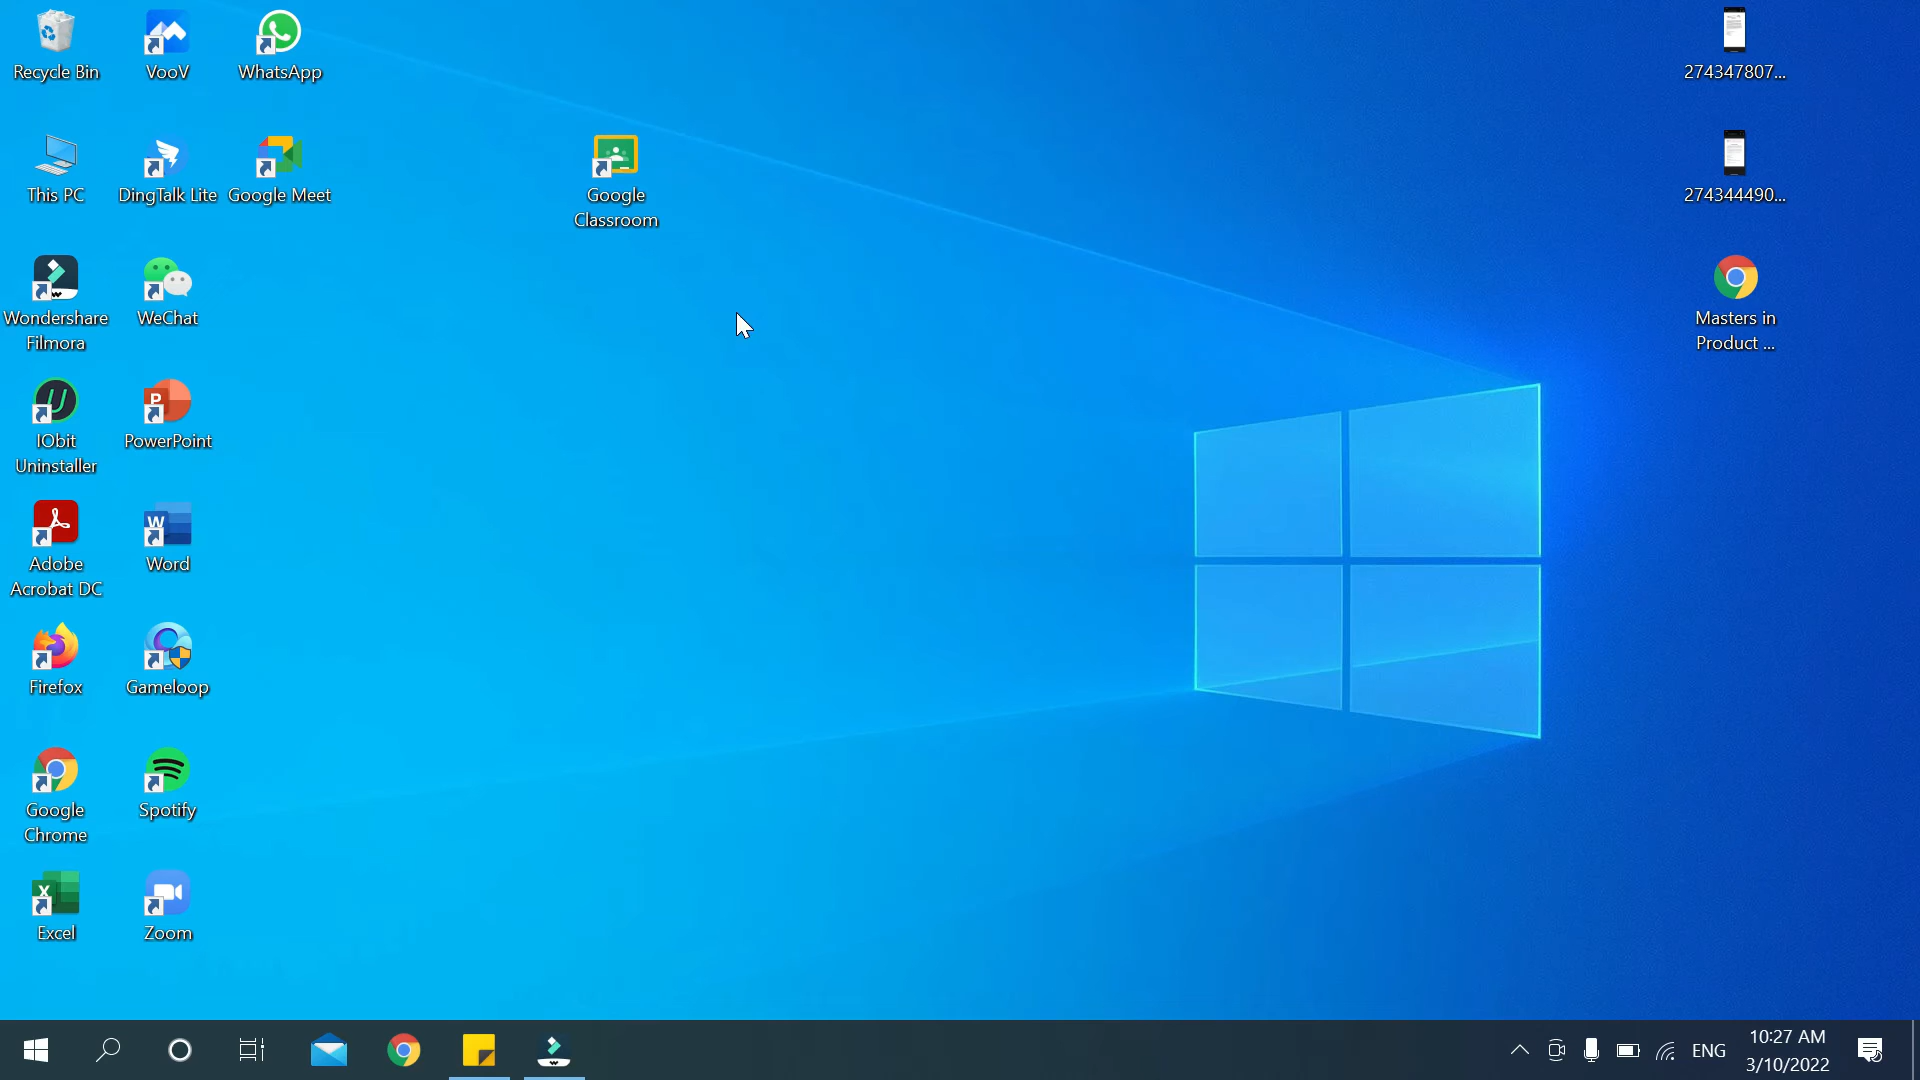 Recycle Bin
VooV
WhatsApp
274347807...
This PC
DingTalk Lite
Google Meet
Google
Classroom
274344490...
Wondershare
Filmora
WeChat
Masters in
Product ...
IObit
Uninstaller
PowerPoint
Adobe
Acrobat DC
Word
Firefox
Gameloop
Google
Chrome
Spotify
Excel
Zoom
ENG
10:27 AM
3/10/2022